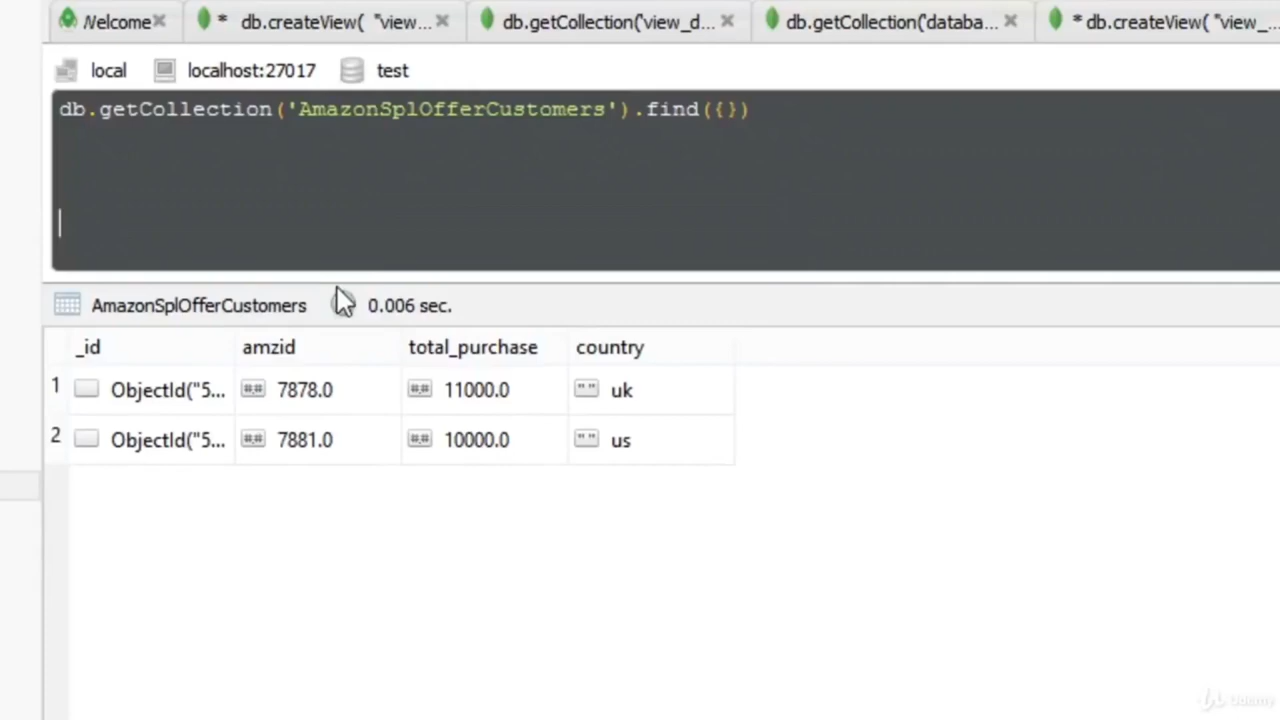 Welcome
* db.createView( "view...
db.getCollection('view_d...
db.getCollection('databa...
* db.createView( "view_...
local localhost:27017 test
db.getCollection('AmazonSplOfferCustomers').find({})
AmazonSplOfferCustomers 0.006 sec.
_id amzid total_purchase country
1 ObjectId("5... 7878.0 11000.0 uk
2 ObjectId("5... 7881.0 10000.0 us
Udemy